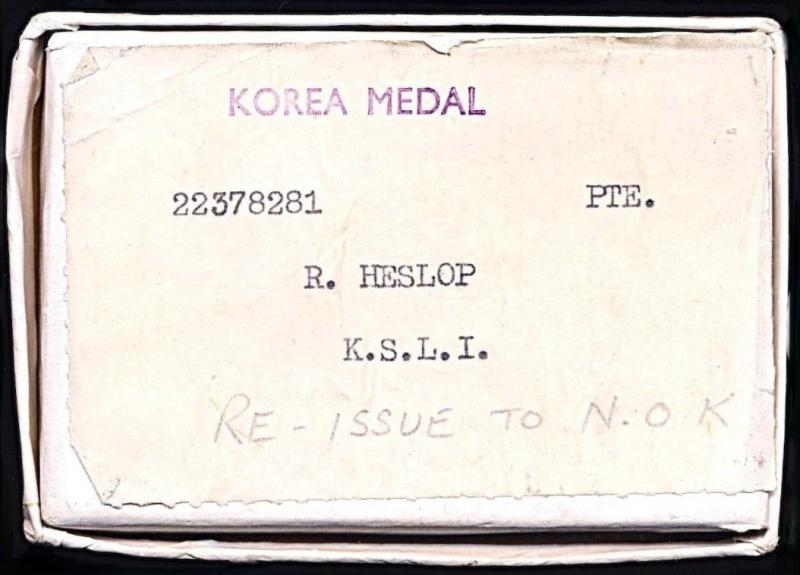 KOREA MEDAL
22378281 PTE.
R. HESLOP
K.S.L.I.
RE-ISSUE TO N.O K